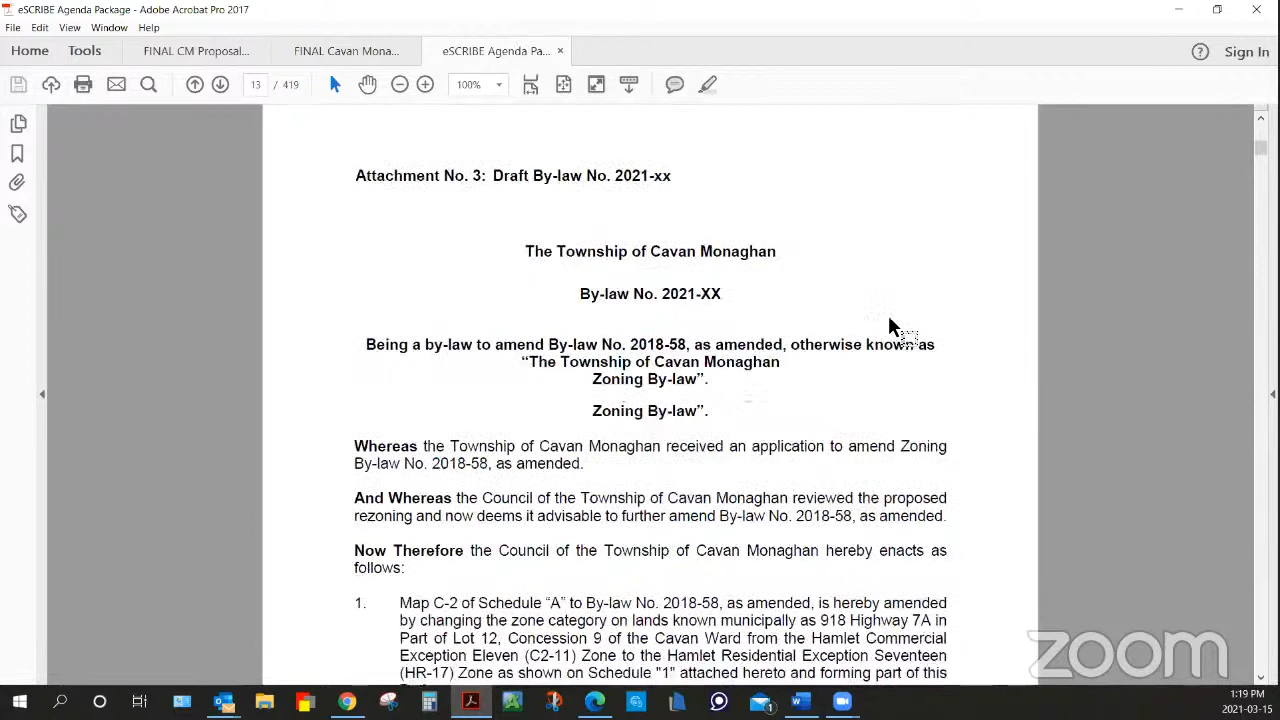 eSCRIBE Agenda Package - Adobe Acrobat Pro 2017
File Edit View Window Help
Home Tools FINAL CM Proposal... FINAL Cavan Mona... eSCRIBE Agenda Pa... × Sign In
13 / 419 100%
Attachment No. 3: Draft By-law No. 2021-xx
The Township of Cavan Monaghan
By-law No. 2021-XX
Being a by-law to amend By-law No. 2018-58, as amended, otherwise known as
“The Township of Cavan Monaghan
Zoning By-law”.
Zoning By-law”.
Whereas the Township of Cavan Monaghan received an application to amend Zoning
By-law No. 2018-58, as amended.
And Whereas the Council of the Township of Cavan Monaghan reviewed the proposed
rezoning and now deems it advisable to further amend By-law No. 2018-58, as amended.
Now Therefore the Council of the Township of Cavan Monaghan hereby enacts as
follows:
1. Map C-2 of Schedule “A” to By-law No. 2018-58, as amended, is hereby amended
by changing the zone category on lands known municipally as 918 Highway 7A in
Part of Lot 12, Concession 9 of the Cavan Ward from the Hamlet Commercial
Exception Eleven (C2-11) Zone to the Hamlet Residential Exception Seventeen
(HR-17) Zone as shown on Schedule "1" attached hereto and forming part of this
zoom
1:19 PM
2021-03-15